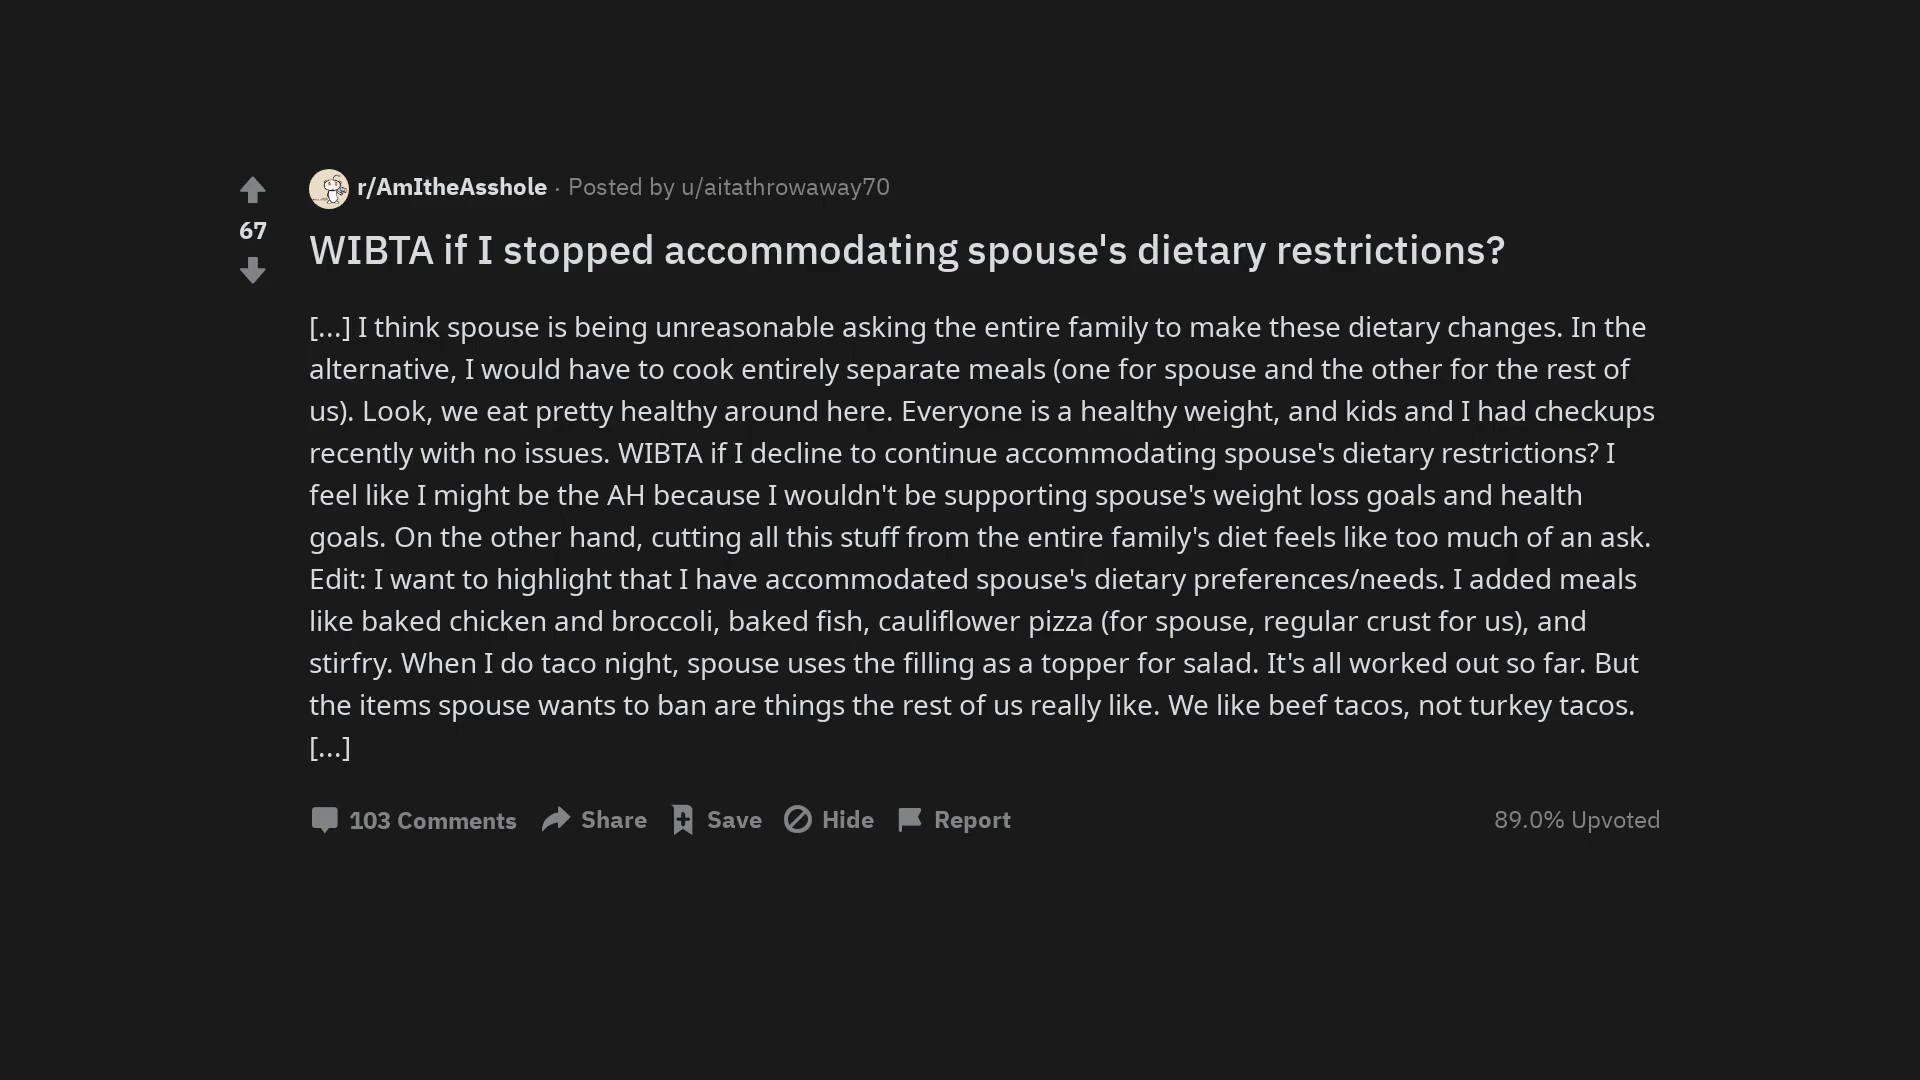 r/AmItheAsshole · Posted by u/aitathrowaway70
67
WIBTA if I stopped accommodating spouse's dietary restrictions?
[...] I think spouse is being unreasonable asking the entire family to make these dietary changes. In the
alternative, I would have to cook entirely separate meals (one for spouse and the other for the rest of
us). Look, we eat pretty healthy around here. Everyone is a healthy weight, and kids and I had checkups
recently with no issues. WIBTA if I decline to continue accommodating spouse's dietary restrictions? I
feel like I might be the AH because I wouldn't be supporting spouse's weight loss goals and health
goals. On the other hand, cutting all this stuff from the entire family's diet feels like too much of an ask.
Edit: I want to highlight that I have accommodated spouse's dietary preferences/needs. I added meals
like baked chicken and broccoli, baked fish, cauliflower pizza (for spouse, regular crust for us), and
stirfry. When I do taco night, spouse uses the filling as a topper for salad. It's all worked out so far. But
the items spouse wants to ban are things the rest of us really like. We like beef tacos, not turkey tacos.
[...]
103 Comments Share Save Hide Report 89.0% Upvoted